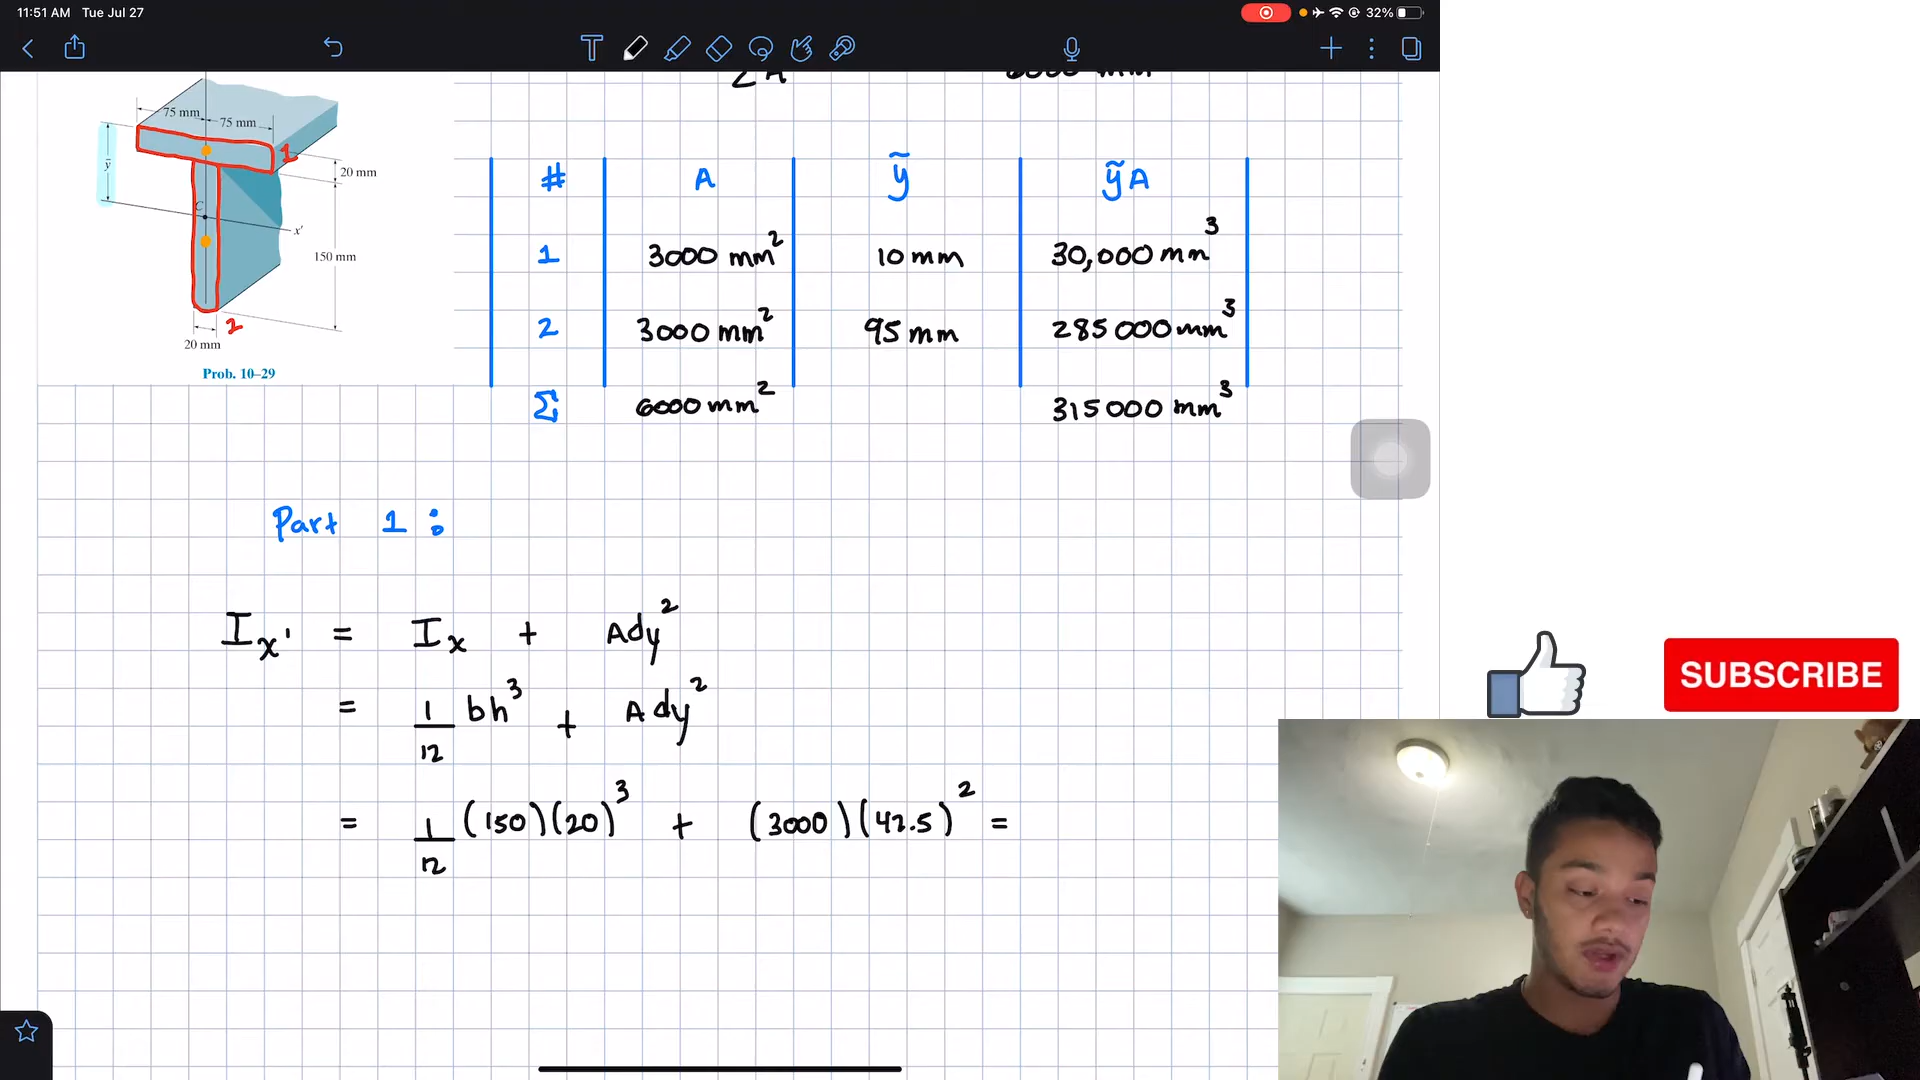 11:51 AM Tue Jul 27
32%
ΣA
6000 mm
75 mm
75 mm
ȳ
1
20 mm
C
x'
150 mm
2
20 mm
Prob. 10–29
# A ỹ ỹA
1 3000 mm² 10 mm 30,000 mm³
2 3000 mm² 95 mm 285 000 mm³
Σ 6000 mm² 315 000 mm³
Part 1 :
Ix' = Ix + Ady²
= 1/12 bh³ + Ady²
= 1/12 (150)(20)³ + (3000)(42.5)² =
SUBSCRIBE